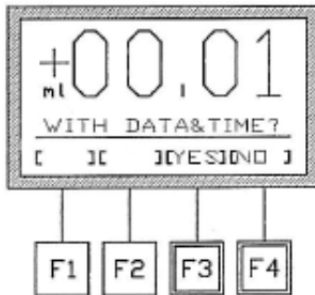 +00.01
ml
WITH DATA&TIME?
[ ][ ][YES][NO ]
F1 F2 F3 F4